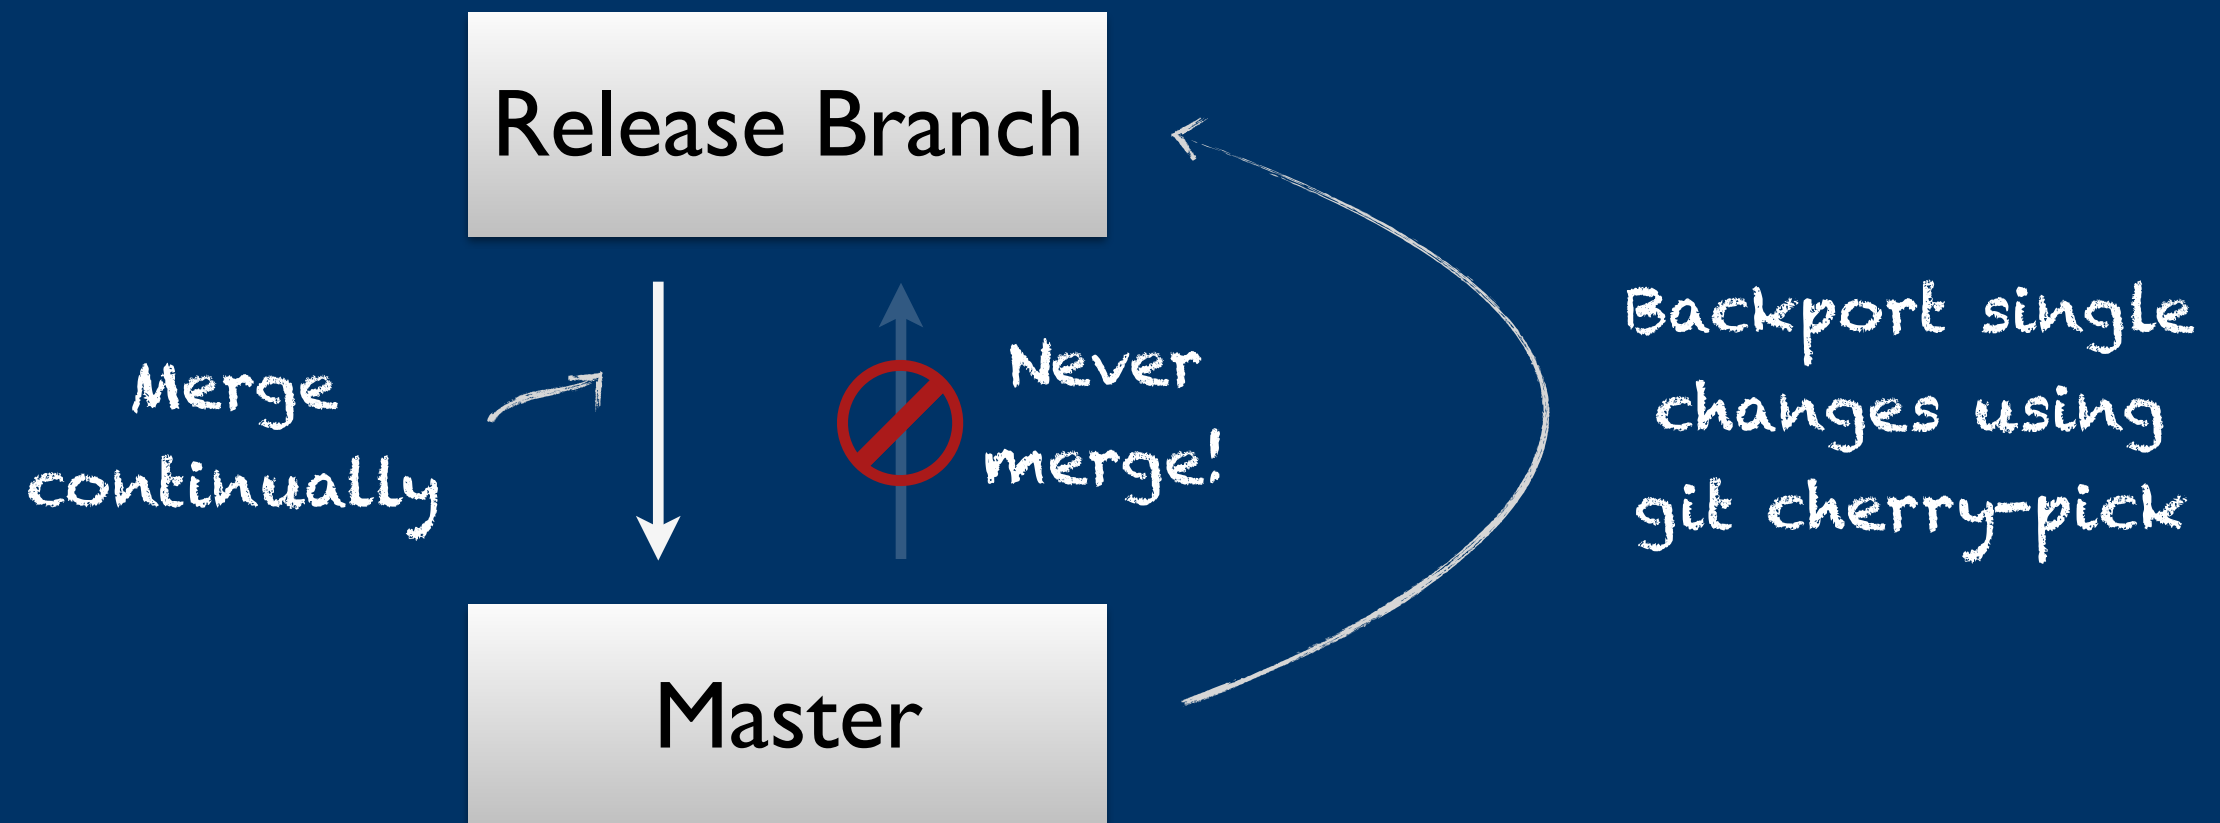 Release Branch
Merge
continually
Never
merge!
Backport single
changes using
git cherry-pick
Master